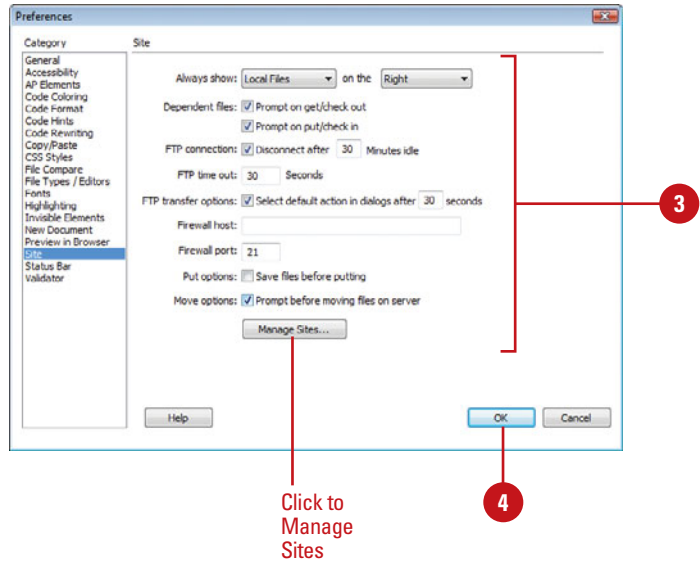 Preferences
Category
Site
General
Accessibility
AP Elements
Code Coloring
Code Format
Code Hints
Code Rewriting
Copy/Paste
CSS Styles
File Compare
File Types / Editors
Fonts
Highlighting
Invisible Elements
New Document
Preview in Browser
Site
Status Bar
Validator
Always show: Local Files on the Right
Dependent files: Prompt on get/check out
Prompt on put/check in
FTP connection: Disconnect after 30 Minutes idle
FTP time out: 30 Seconds
FTP transfer options: Select default action in dialogs after 30 seconds
Firewall host:
Firewall port: 21
Put options: Save files before putting
Move options: Prompt before moving files on server
Manage Sites...
Help
OK
Cancel
3
4
Click to
Manage
Sites